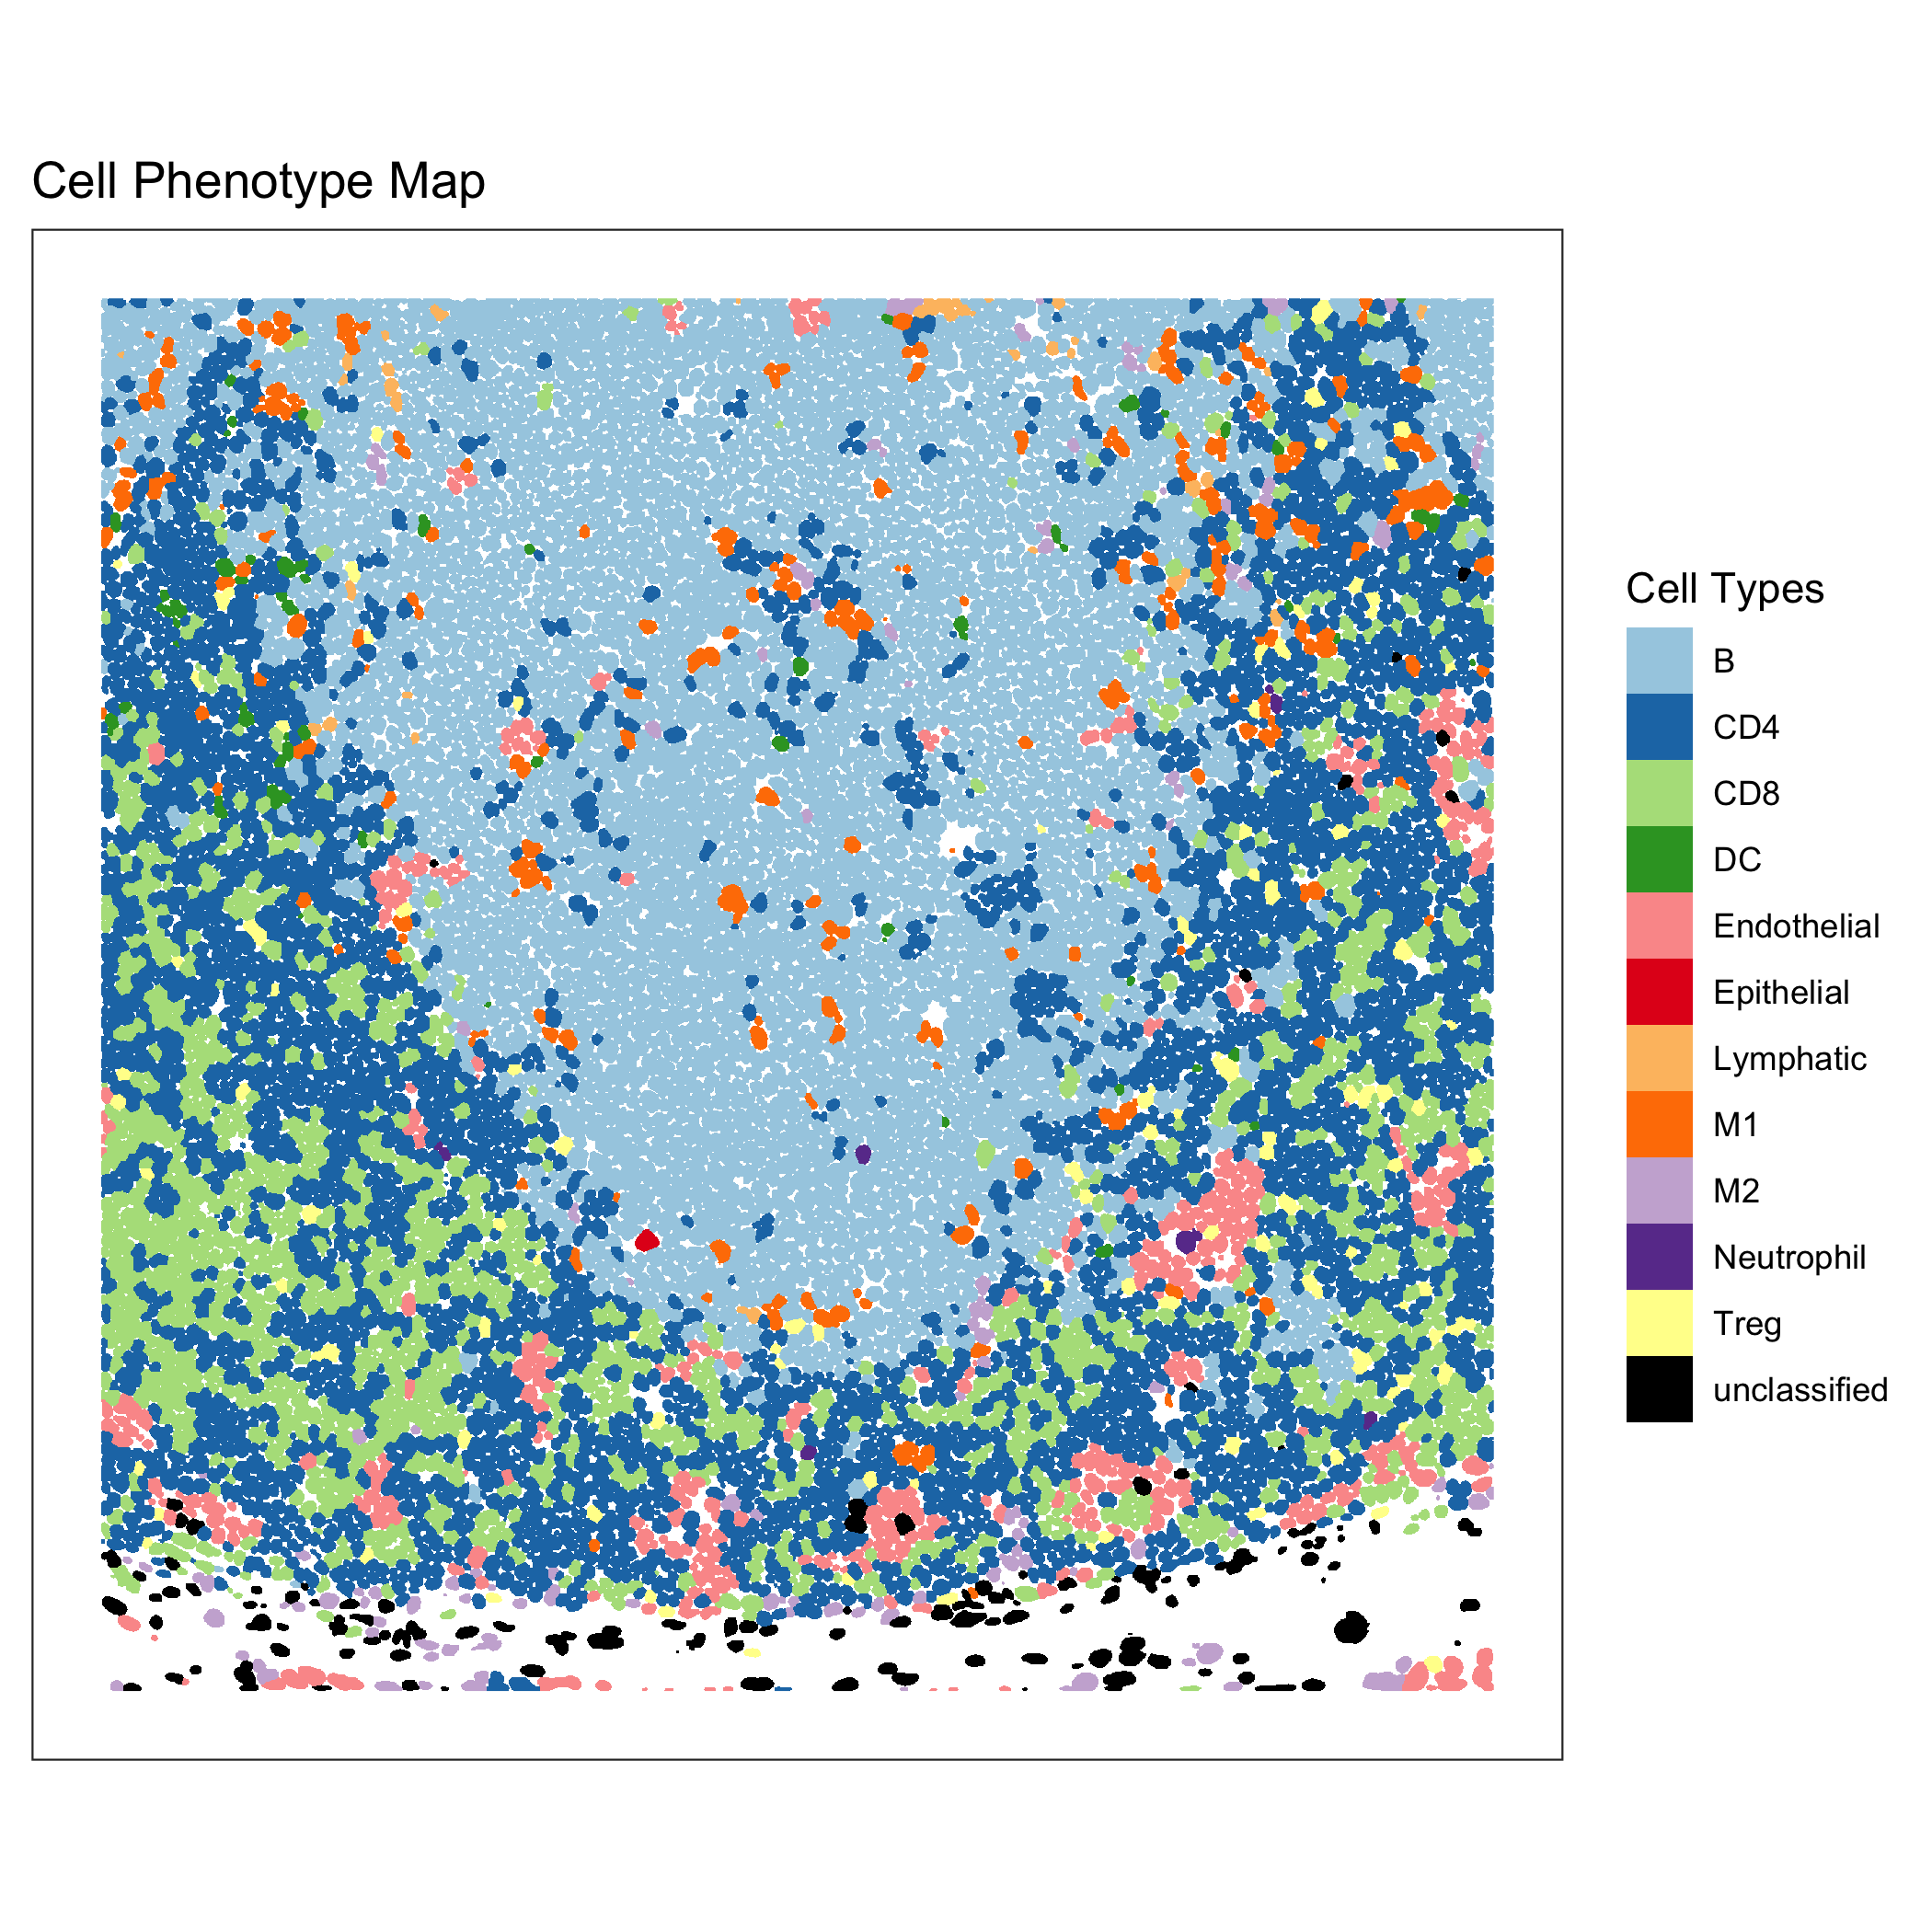 Cell Phenotype Map
Cell Types
B
CD4
CD8
DC
Endothelial
Epithelial
Lymphatic
M1
M2
Neutrophil
Treg
unclassified